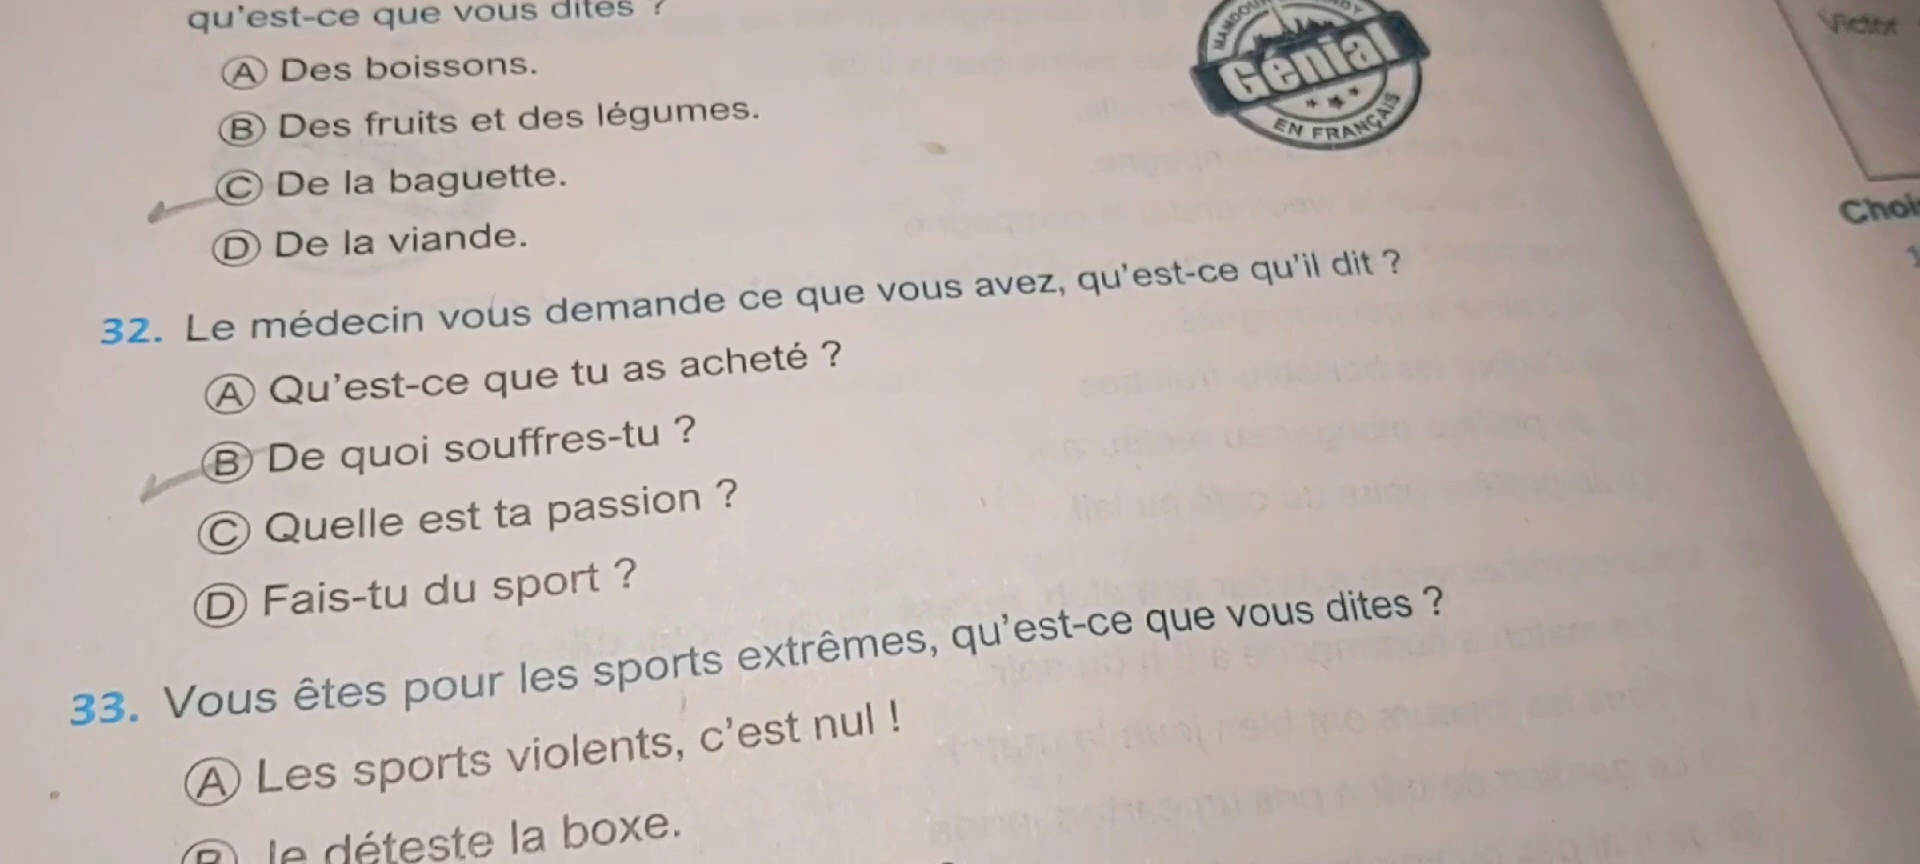 qu'est-ce que vous dites ?
A Des boissons.
B Des fruits et des légumes.
C De la baguette.
D De la viande.
32. Le médecin vous demande ce que vous avez, qu'est-ce qu'il dit ?
A Qu'est-ce que tu as acheté ?
B De quoi souffres-tu ?
C Quelle est ta passion ?
D Fais-tu du sport ?
33. Vous êtes pour les sports extrêmes, qu'est-ce que vous dites ?
A Les sports violents, c'est nul !
B Je déteste la boxe.
Génial
EN FRANÇAIS
Victor